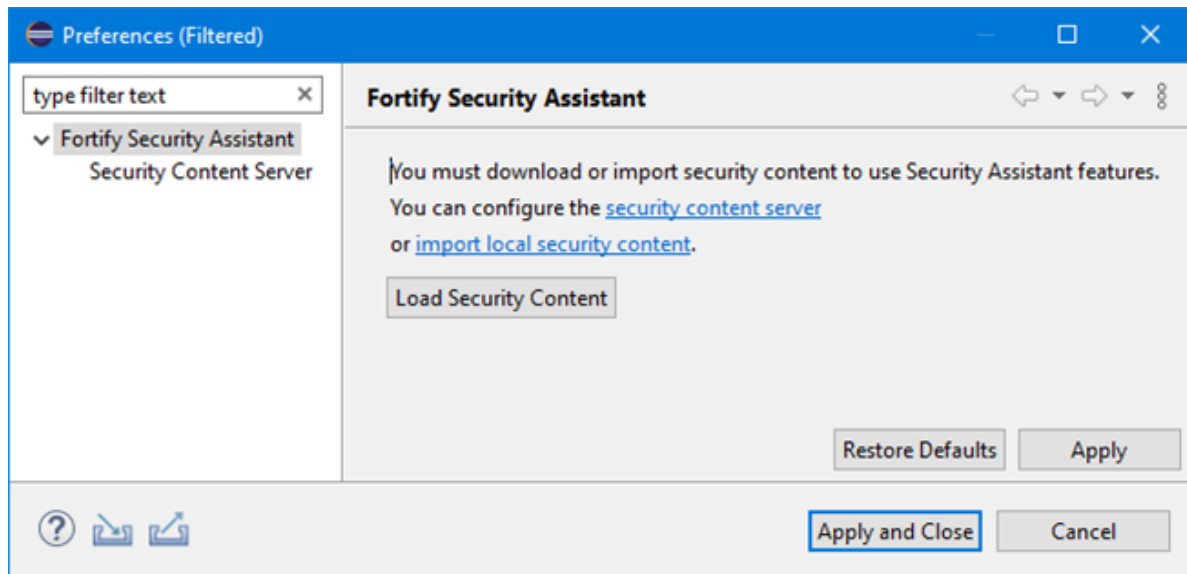 Preferences (Filtered)
type filter text
Fortify Security Assistant
Security Content Server
Fortify Security Assistant
You must download or import security content to use Security Assistant features.
You can configure the security content server
or import local security content.
Load Security Content
Restore Defaults
Apply
Apply and Close
Cancel